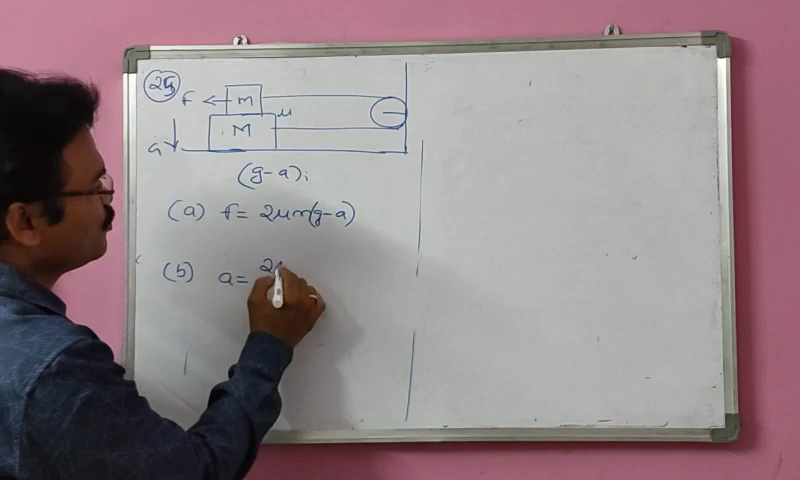 25
F
m
μ
M
a
(g-a);
(a) F = 2μm(g-a)
(b) a = 2